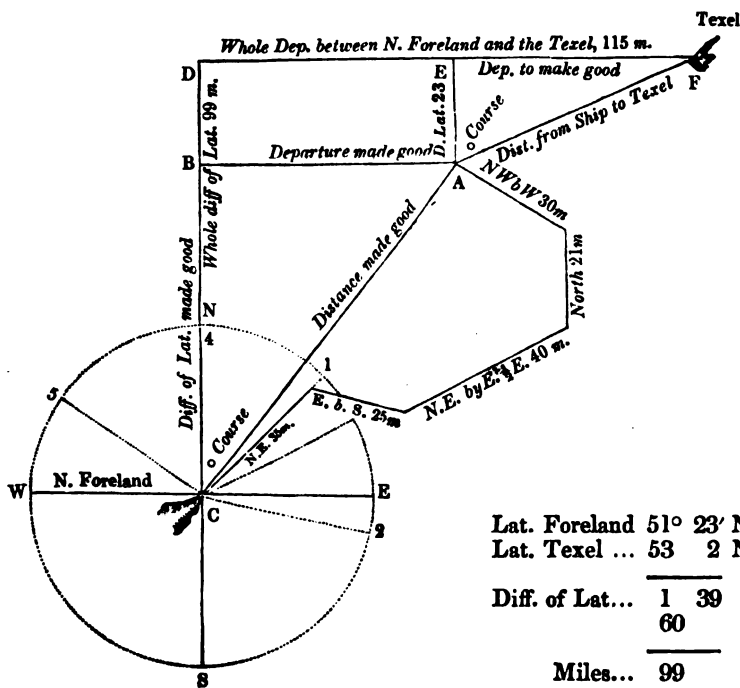 Texel
Whole Dep. between N. Foreland and the Texel, 115 m.
D
E
Dep. to make good
F
Whole diff of Lat. 99 m.
D. Lat. 23
Course
Dist. from Ship to Texel
B
Departure made good
A
NWbW 30m
North 21m
Diff. of Lat. made good
Distance made good
N
4
1
5
E. b. S. 25m
N.E. by E. ½ E. 40 m.
Course
N.E. 35m.
W
N. Foreland
E
C
2
S
Lat. Foreland 51° 23′ N
Lat. Texel ... 53 2 N
Diff. of Lat... 1 39
60
Miles... 99